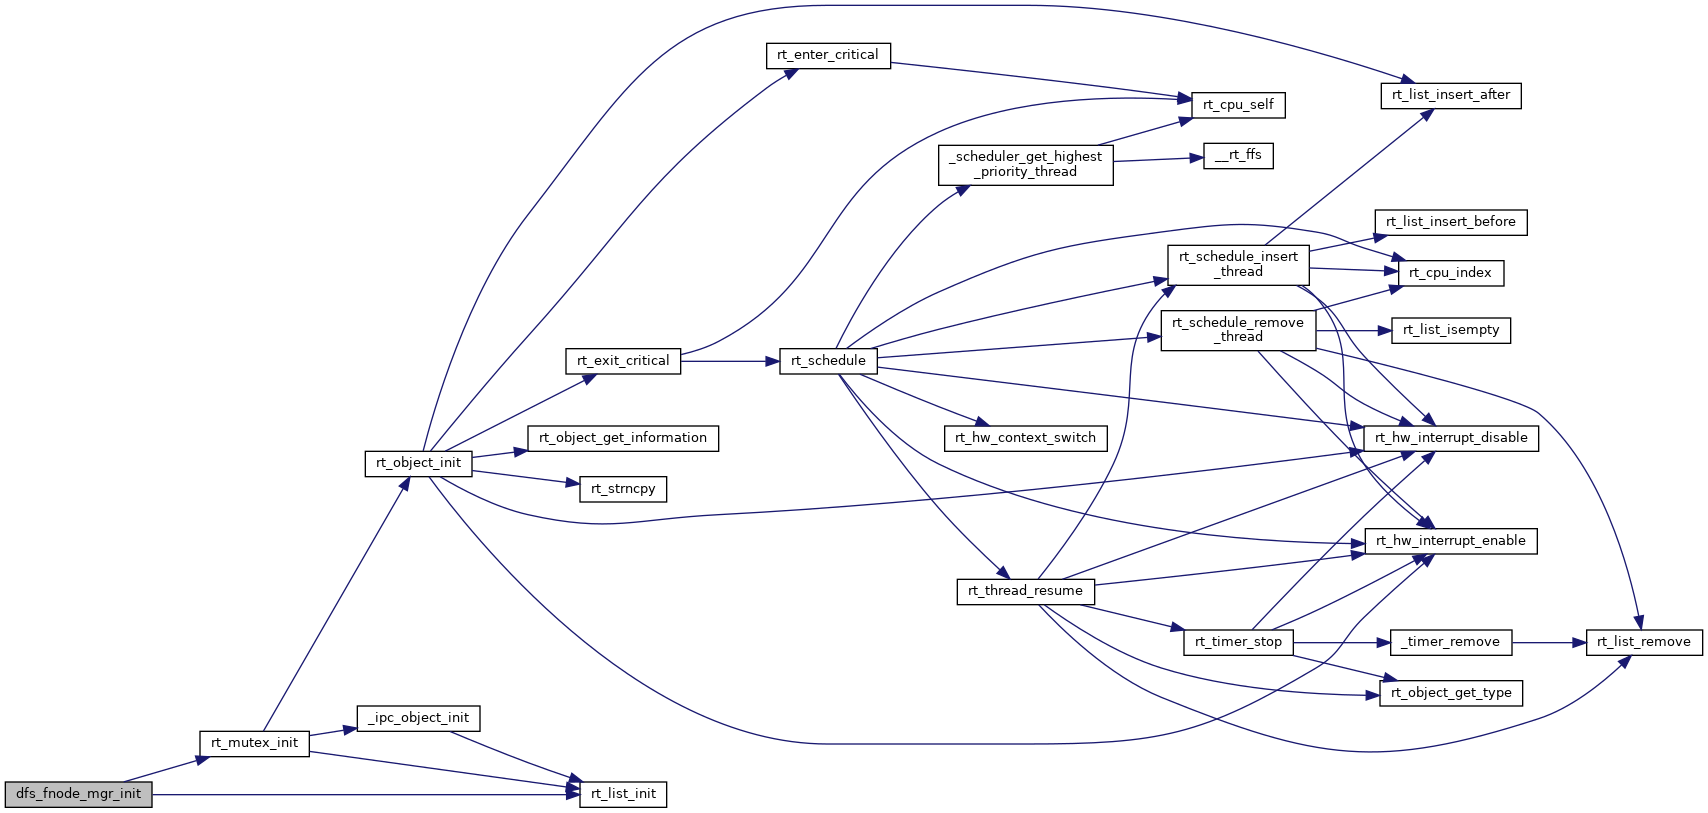 rt_enter_critical
rt_list_insert_after
rt_cpu_self
_scheduler_get_highest
_priority_thread
__rt_ffs
rt_list_insert_before
rt_schedule_insert
_thread
rt_cpu_index
rt_schedule_remove
_thread
rt_list_isempty
rt_exit_critical
rt_schedule
rt_object_get_information
rt_hw_context_switch
rt_hw_interrupt_disable
rt_object_init
rt_strncpy
rt_hw_interrupt_enable
rt_thread_resume
rt_timer_stop
_timer_remove
rt_list_remove
rt_object_get_type
_ipc_object_init
rt_mutex_init
dfs_fnode_mgr_init
rt_list_init